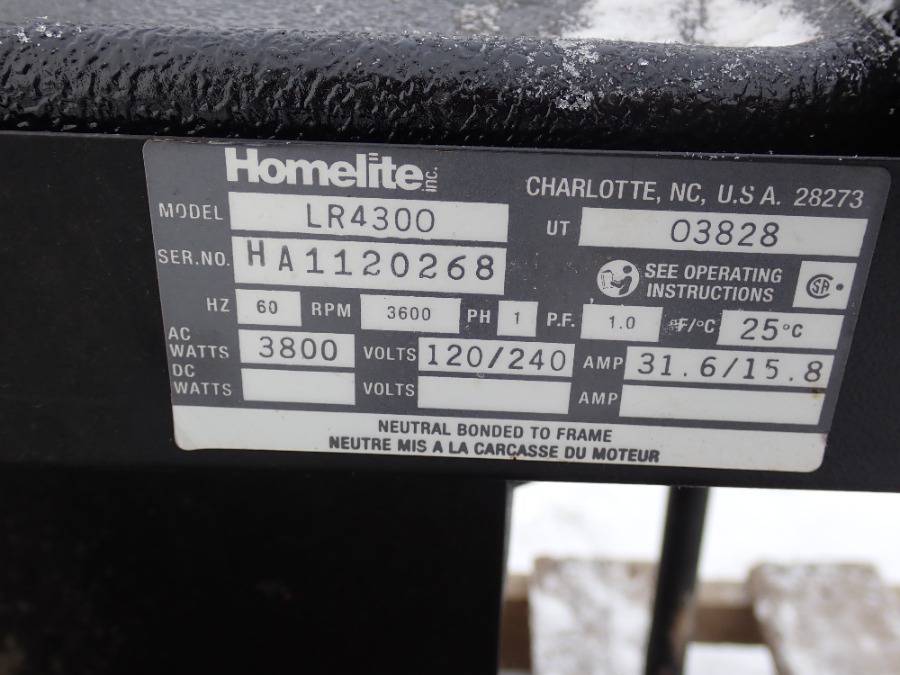 Homelite inc.
CHARLOTTE, NC, U.S A. 28273
MODEL LR4300 UT 03828
SER.NO. HA1120268 SEE OPERATING INSTRUCTIONS SA
HZ 60 RPM 3600 PH 1 P.F. 1.0 °F/°C 25°C
AC WATTS 3800 VOLTS 120/240 AMP 31.6/15.8
DC WATTS VOLTS AMP
NEUTRAL BONDED TO FRAME
NEUTRE MIS A LA CARCASSE DU MOTEUR